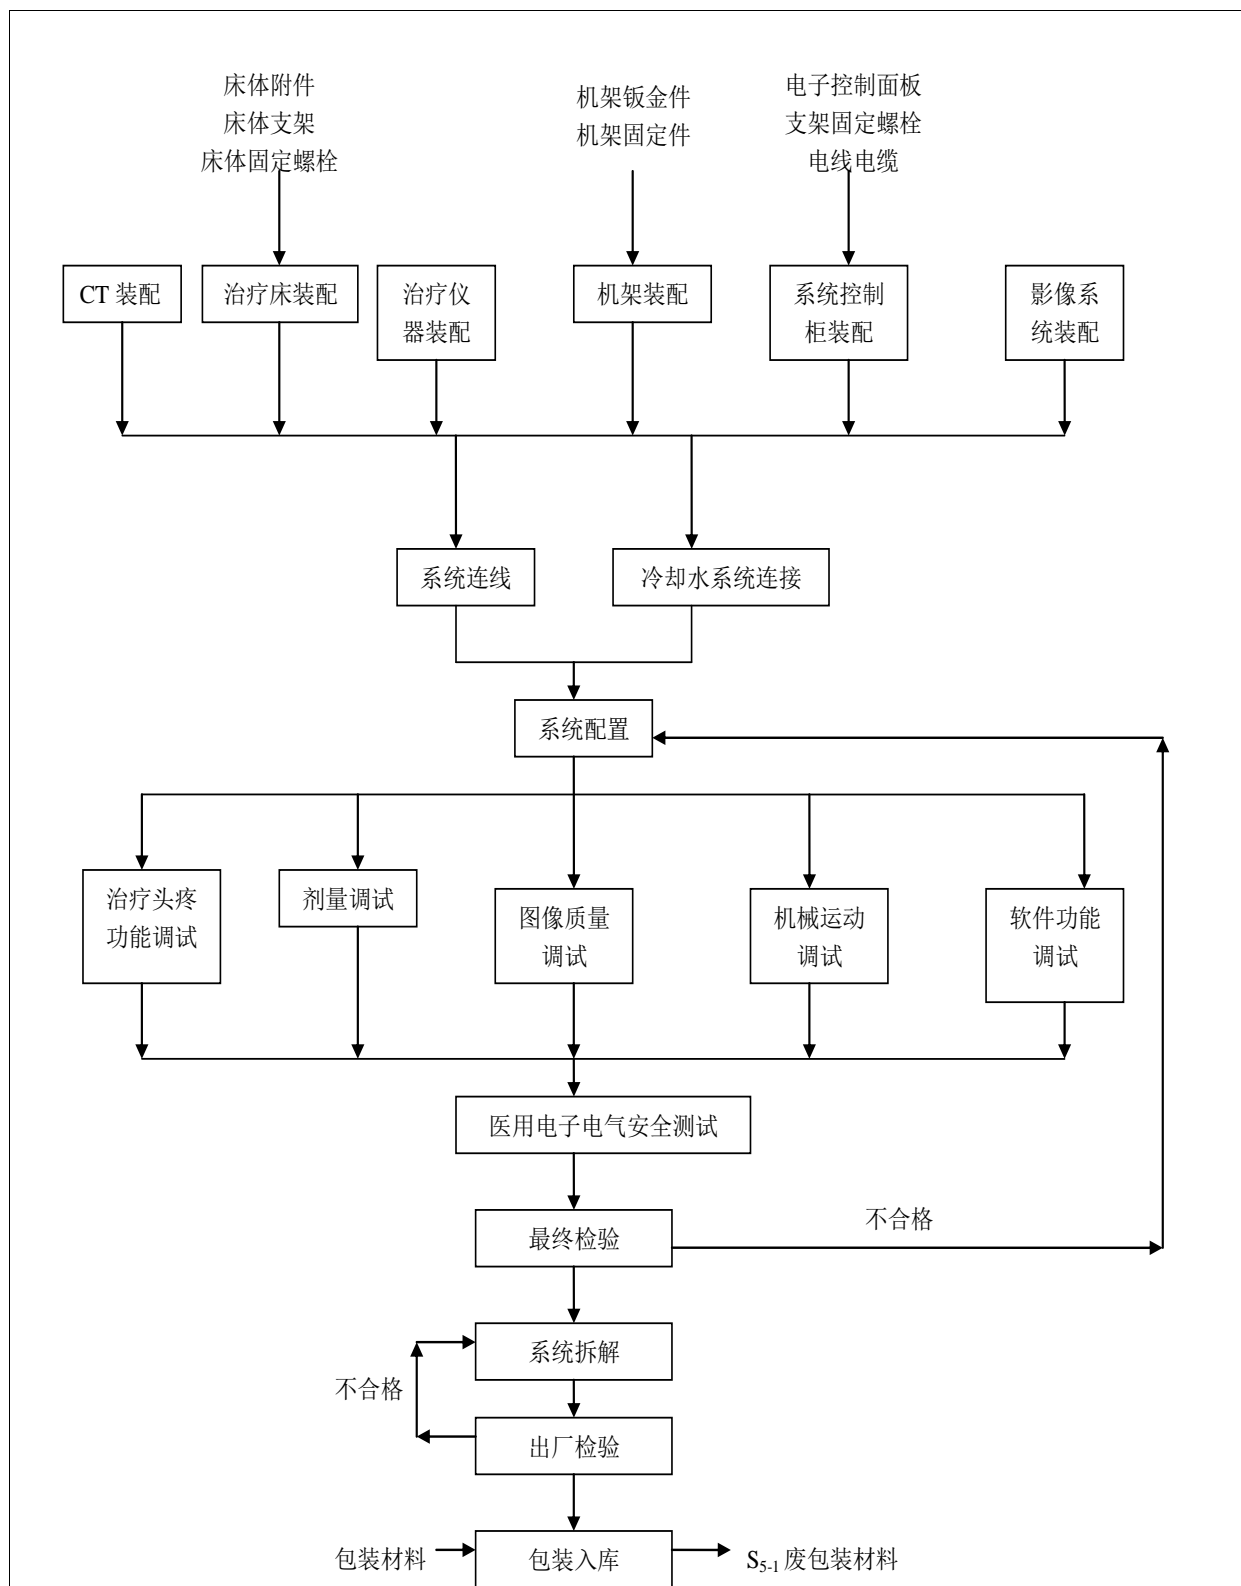 床体附件
床体支架
床体固定螺栓
机架钣金件
机架固定件
电子控制面板
支架固定螺栓
电线电缆
CT 装配
治疗床装配
治疗仪
器装配
机架装配
系统控制
柜装配
影像系
统装配
系统连线
冷却水系统连接
系统配置
治疗头疼
功能调试
剂量调试
图像质量
调试
机械运动
调试
软件功能
调试
医用电子电气安全测试
最终检验
不合格
系统拆解
不合格
出厂检验
包装材料
包装入库
S5-1 废包装材料